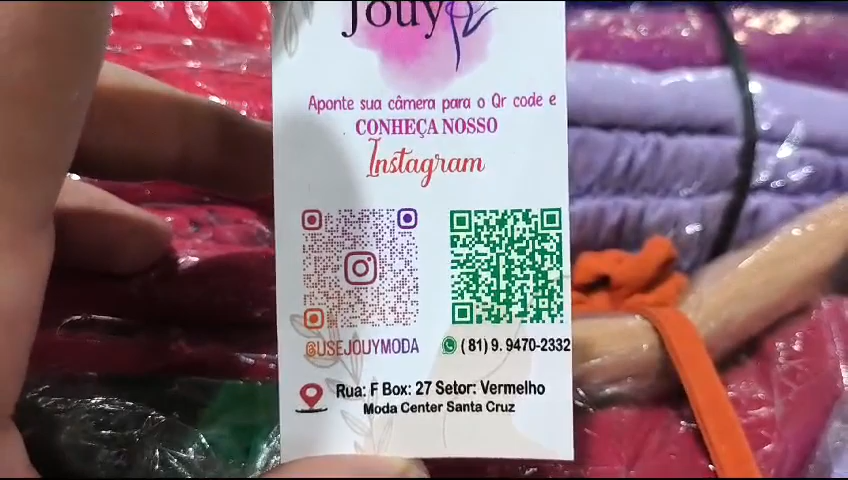 Jouy
Aponte sua câmera para o Qr code e
CONHEÇA NOSSO
Instagram
@USEJOUYMODA
(81) 9. 9470-2332
Rua: F Box: 27 Setor: Vermelho
Moda Center Santa Cruz